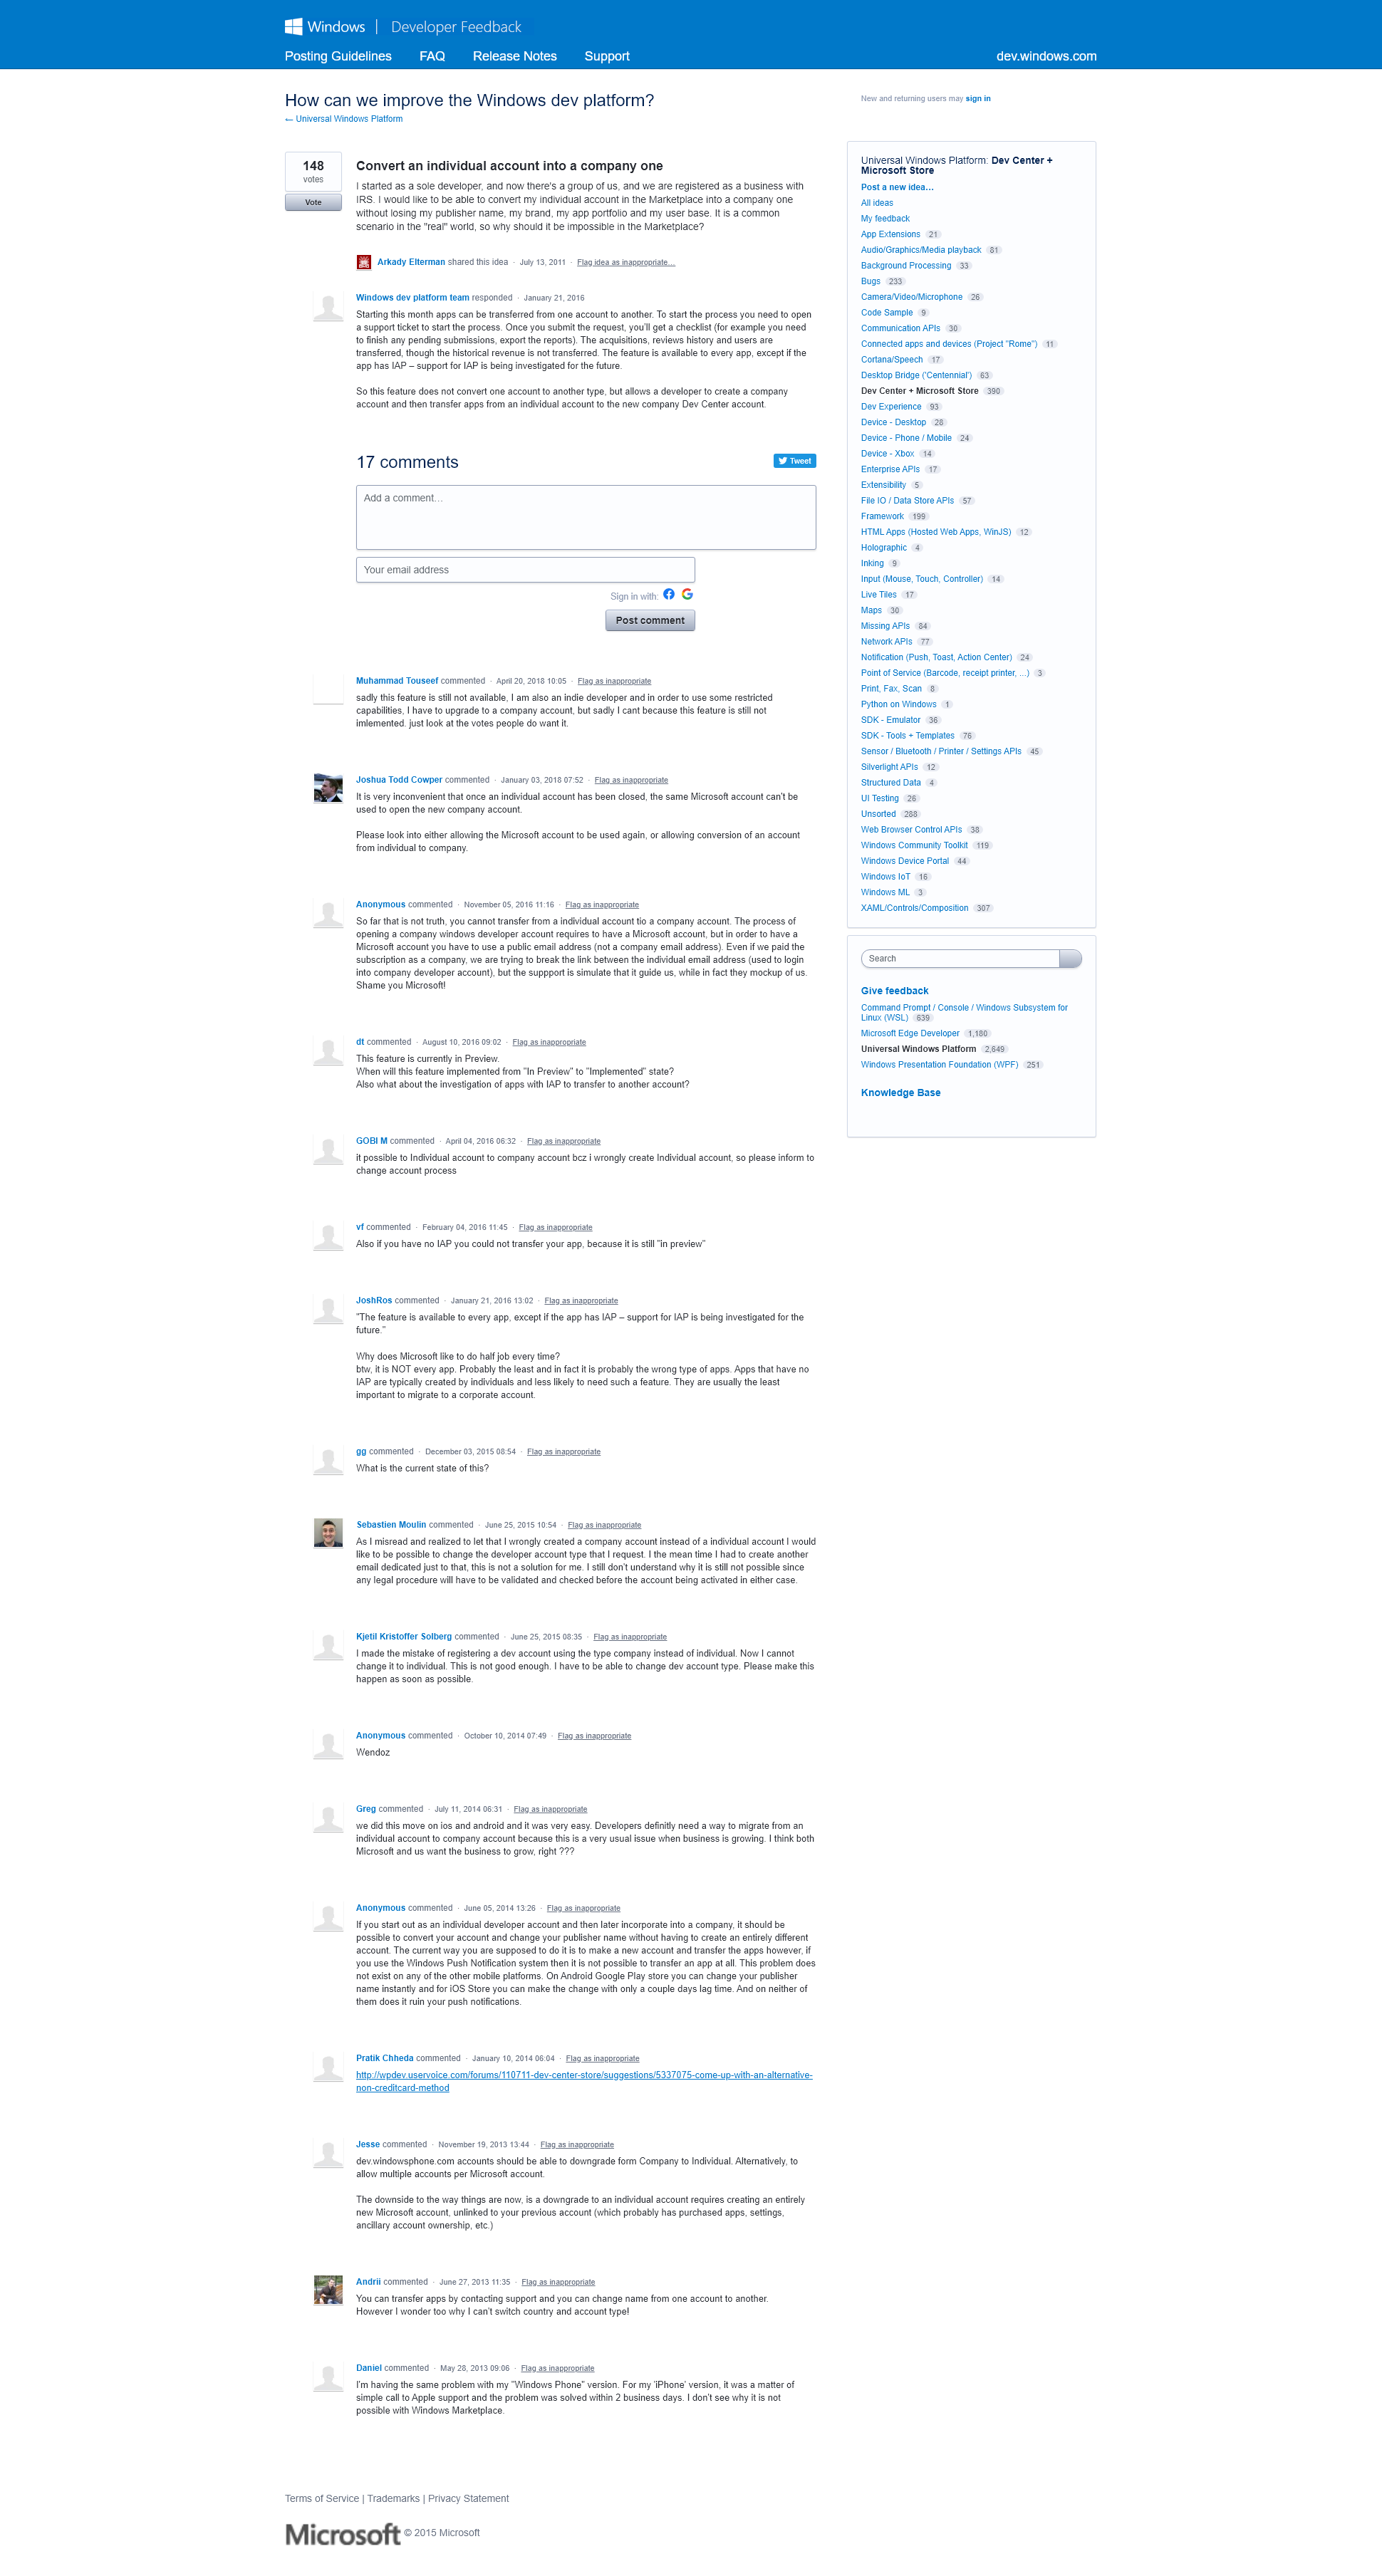 Windows | Developer Feedback
Posting Guidelines FAQ Release Notes Support dev.windows.com
How can we improve the Windows dev platform?
← Universal Windows Platform
New and returning users may sign in
148
votes
Vote
Convert an individual account into a company one
I started as a sole developer, and now there's a group of us, and we are registered as a business with
IRS. I would like to be able to convert my individual account in the Marketplace into a company one
without losing my publisher name, my brand, my app portfolio and my user base. It is a common
scenario in the "real" world, so why should it be impossible in the Marketplace?
Arkady Elterman shared this idea · July 13, 2011 · Flag idea as inappropriate…
Windows dev platform team responded · January 21, 2016
Starting this month apps can be transferred from one account to another. To start the process you need to open
a support ticket to start the process. Once you submit the request, you'll get a checklist (for example you need
to finish any pending submissions, export the reports). The acquisitions, reviews history and users are
transferred, though the historical revenue is not transferred. The feature is available to every app, except if the
app has IAP – support for IAP is being investigated for the future.
So this feature does not convert one account to another type, but allows a developer to create a company
account and then transfer apps from an individual account to the new company Dev Center account.
17 comments
Tweet
Add a comment…
Your email address
Sign in with:
Post comment
Muhammad Touseef commented · April 20, 2018 10:05 · Flag as inappropriate
sadly this feature is still not available, I am also an indie developer and in order to use some restricted
capabilities, I have to upgrade to a company account, but sadly I cant because this feature is still not
imlemented. just look at the votes people do want it.
Joshua Todd Cowper commented · January 03, 2018 07:52 · Flag as inappropriate
It is very inconvenient that once an individual account has been closed, the same Microsoft account can't be
used to open the new company account.
Please look into either allowing the Microsoft account to be used again, or allowing conversion of an account
from individual to company.
Anonymous commented · November 05, 2016 11:16 · Flag as inappropriate
So far that is not truth, you cannot transfer from a individual account tio a company account. The process of
opening a company windows developer account requires to have a Microsoft account, but in order to have a
Microsoft account you have to use a public email address (not a company email address). Even if we paid the
subscription as a company, we are trying to break the link between the individual email address (used to login
into company developer account), but the suppport is simulate that it guide us, while in fact they mockup of us.
Shame you Microsoft!
dt commented · August 10, 2016 09:02 · Flag as inappropriate
This feature is currently in Preview.
When will this feature implemented from "In Preview" to "Implemented" state?
Also what about the investigation of apps with IAP to transfer to another account?
GOBI M commented · April 04, 2016 06:32 · Flag as inappropriate
it possible to Individual account to company account bcz i wrongly create Individual account, so please inform to
change account process
vf commented · February 04, 2016 11:45 · Flag as inappropriate
Also if you have no IAP you could not transfer your app, because it is still "in preview"
JoshRos commented · January 21, 2016 13:02 · Flag as inappropriate
"The feature is available to every app, except if the app has IAP – support for IAP is being investigated for the
future."
Why does Microsoft like to do half job every time?
btw, it is NOT every app. Probably the least and in fact it is probably the wrong type of apps. Apps that have no
IAP are typically created by individuals and less likely to need such a feature. They are usually the least
important to migrate to a corporate account.
gg commented · December 03, 2015 08:54 · Flag as inappropriate
What is the current state of this?
Sebastien Moulin commented · June 25, 2015 10:54 · Flag as inappropriate
As I misread and realized to let that I wrongly created a company account instead of a individual account I would
like to be possible to change the developer account type that I request. I the mean time I had to create another
email dedicated just to that, this is not a solution for me. I still don't understand why it is still not possible since
any legal procedure will have to be validated and checked before the account being activated in either case.
Kjetil Kristoffer Solberg commented · June 25, 2015 08:35 · Flag as inappropriate
I made the mistake of registering a dev account using the type company instead of individual. Now I cannot
change it to individual. This is not good enough. I have to be able to change dev account type. Please make this
happen as soon as possible.
Anonymous commented · October 10, 2014 07:49 · Flag as inappropriate
Wendoz
Greg commented · July 11, 2014 06:31 · Flag as inappropriate
we did this move on ios and android and it was very easy. Developers definitly need a way to migrate from an
individual account to company account because this is a very usual issue when business is growing. I think both
Microsoft and us want the business to grow, right ???
Anonymous commented · June 05, 2014 13:26 · Flag as inappropriate
If you start out as an individual developer account and then later incorporate into a company, it should be
possible to convert your account and change your publisher name without having to create an entirely different
account. The current way you are supposed to do it is to make a new account and transfer the apps however, if
you use the Windows Push Notification system then it is not possible to transfer an app at all. This problem does
not exist on any of the other mobile platforms. On Android Google Play store you can change your publisher
name instantly and for iOS Store you can make the change with only a couple days lag time. And on neither of
them does it ruin your push notifications.
Pratik Chheda commented · January 10, 2014 06:04 · Flag as inappropriate
http://wpdev.uservoice.com/forums/110711-dev-center-store/suggestions/5337075-come-up-with-an-alternative-
non-creditcard-method
Jesse commented · November 19, 2013 13:44 · Flag as inappropriate
dev.windowsphone.com accounts should be able to downgrade form Company to Individual. Alternatively, to
allow multiple accounts per Microsoft account.
The downside to the way things are now, is a downgrade to an individual account requires creating an entirely
new Microsoft account, unlinked to your previous account (which probably has purchased apps, settings,
ancillary account ownership, etc.)
Andrii commented · June 27, 2013 11:35 · Flag as inappropriate
You can transfer apps by contacting support and you can change name from one account to another.
However I wonder too why I can't switch country and account type!
Daniel commented · May 28, 2013 09:06 · Flag as inappropriate
I'm having the same problem with my "Windows Phone" version. For my 'iPhone' version, it was a matter of
simple call to Apple support and the problem was solved within 2 business days. I don't see why it is not
possible with Windows Marketplace.
Universal Windows Platform: Dev Center +
Microsoft Store
Post a new idea…
All ideas
My feedback
App Extensions 21
Audio/Graphics/Media playback 81
Background Processing 33
Bugs 233
Camera/Video/Microphone 26
Code Sample 9
Communication APIs 30
Connected apps and devices (Project "Rome") 11
Cortana/Speech 17
Desktop Bridge ('Centennial') 63
Dev Center + Microsoft Store 390
Dev Experience 93
Device - Desktop 28
Device - Phone / Mobile 24
Device - Xbox 14
Enterprise APIs 17
Extensibility 5
File IO / Data Store APIs 57
Framework 199
HTML Apps (Hosted Web Apps, WinJS) 12
Holographic 4
Inking 9
Input (Mouse, Touch, Controller) 14
Live Tiles 17
Maps 30
Missing APIs 84
Network APIs 77
Notification (Push, Toast, Action Center) 24
Point of Service (Barcode, receipt printer, …) 3
Print, Fax, Scan 8
Python on Windows 1
SDK - Emulator 36
SDK - Tools + Templates 76
Sensor / Bluetooth / Printer / Settings APIs 45
Silverlight APIs 12
Structured Data 4
UI Testing 26
Unsorted 288
Web Browser Control APIs 38
Windows Community Toolkit 119
Windows Device Portal 44
Windows IoT 16
Windows ML 3
XAML/Controls/Composition 307
Search
Give feedback
Command Prompt / Console / Windows Subsystem for
Linux (WSL) 639
Microsoft Edge Developer 1,180
Universal Windows Platform 2,649
Windows Presentation Foundation (WPF) 251
Knowledge Base
Terms of Service | Trademarks | Privacy Statement
Microsoft © 2015 Microsoft